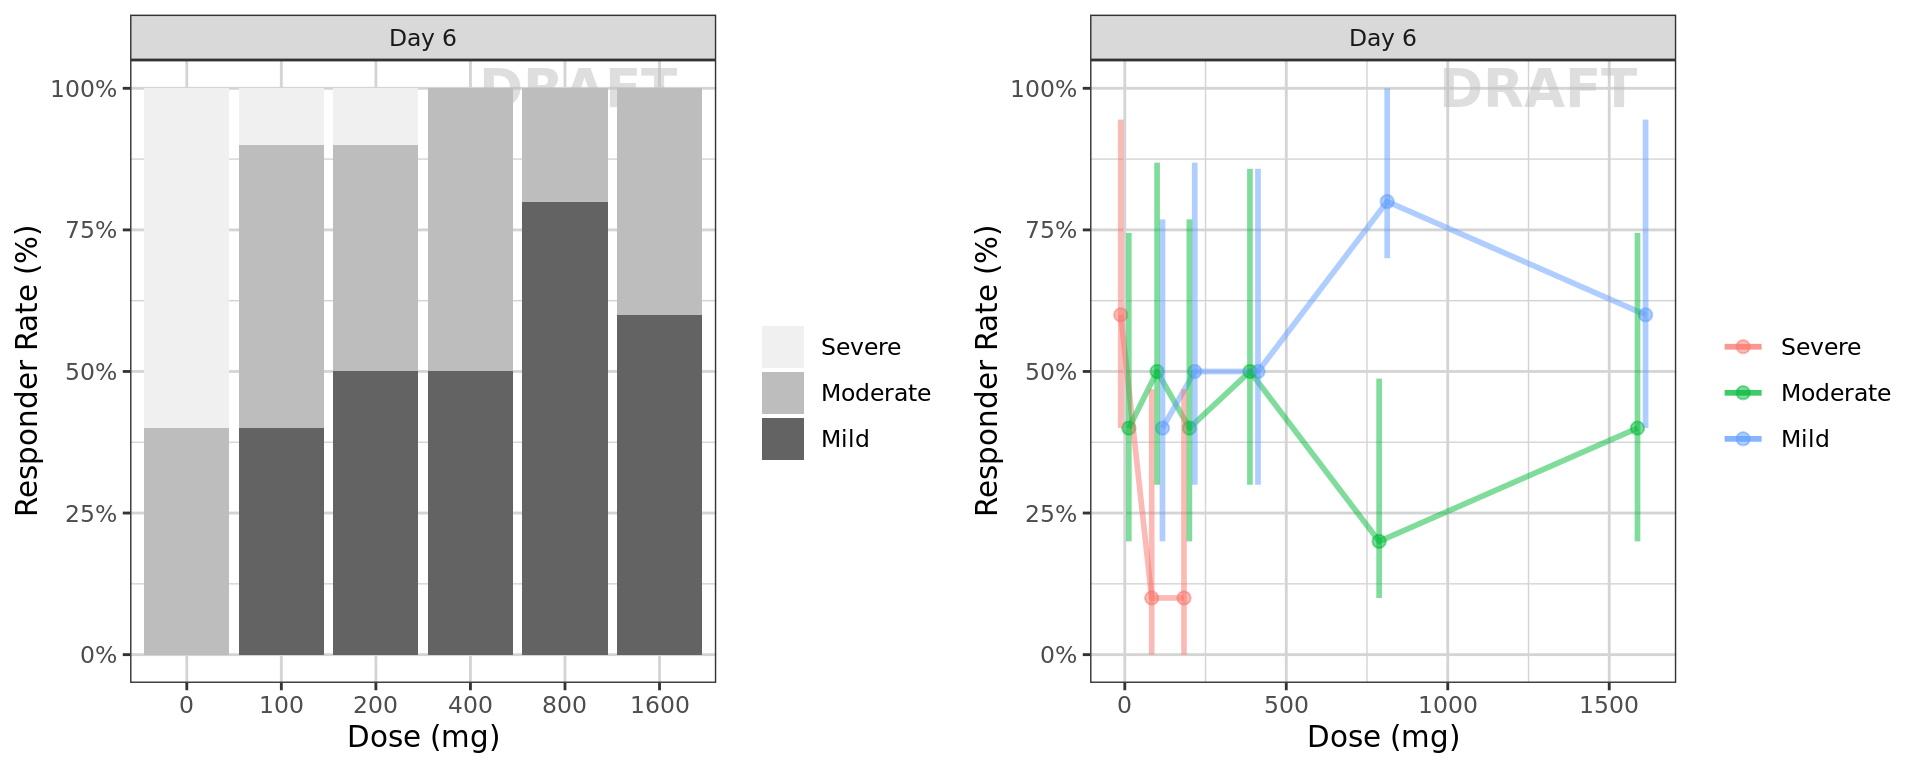 Day 6
DRAFT
100%
75%
50%
25%
0%
Responder Rate (%)
0 100 200 400 800 1600
Dose (mg)
Severe
Moderate
Mild
Day 6
DRAFT
100%
75%
50%
25%
0%
Responder Rate (%)
0 500 1000 1500
Dose (mg)
Severe
Moderate
Mild